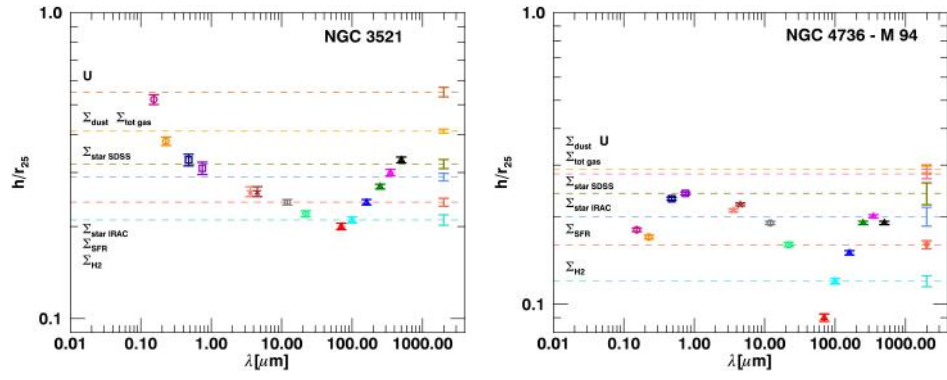 NGC 3521
1.0
U
Σdust Σtot gas
Σstar SDSS
Σstar IRAC
ΣSFR
ΣH2
0.1
h/r25
0.01 0.10 1.00 10.00 100.00 1000.00
λ[μm]
NGC 4736 - M 94
1.0
Σdust U
Σtot gas
Σstar SDSS
Σstar IRAC
ΣSFR
ΣH2
0.1
h/r25
0.01 0.10 1.00 10.00 100.00 1000.00
λ[μm]